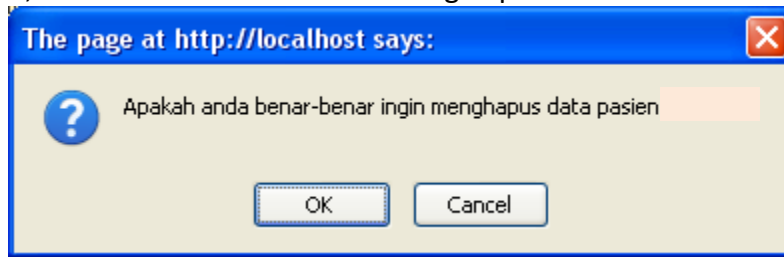 The page at http://localhost says:
Apakah anda benar-benar ingin menghapus data pasien
OK
Cancel